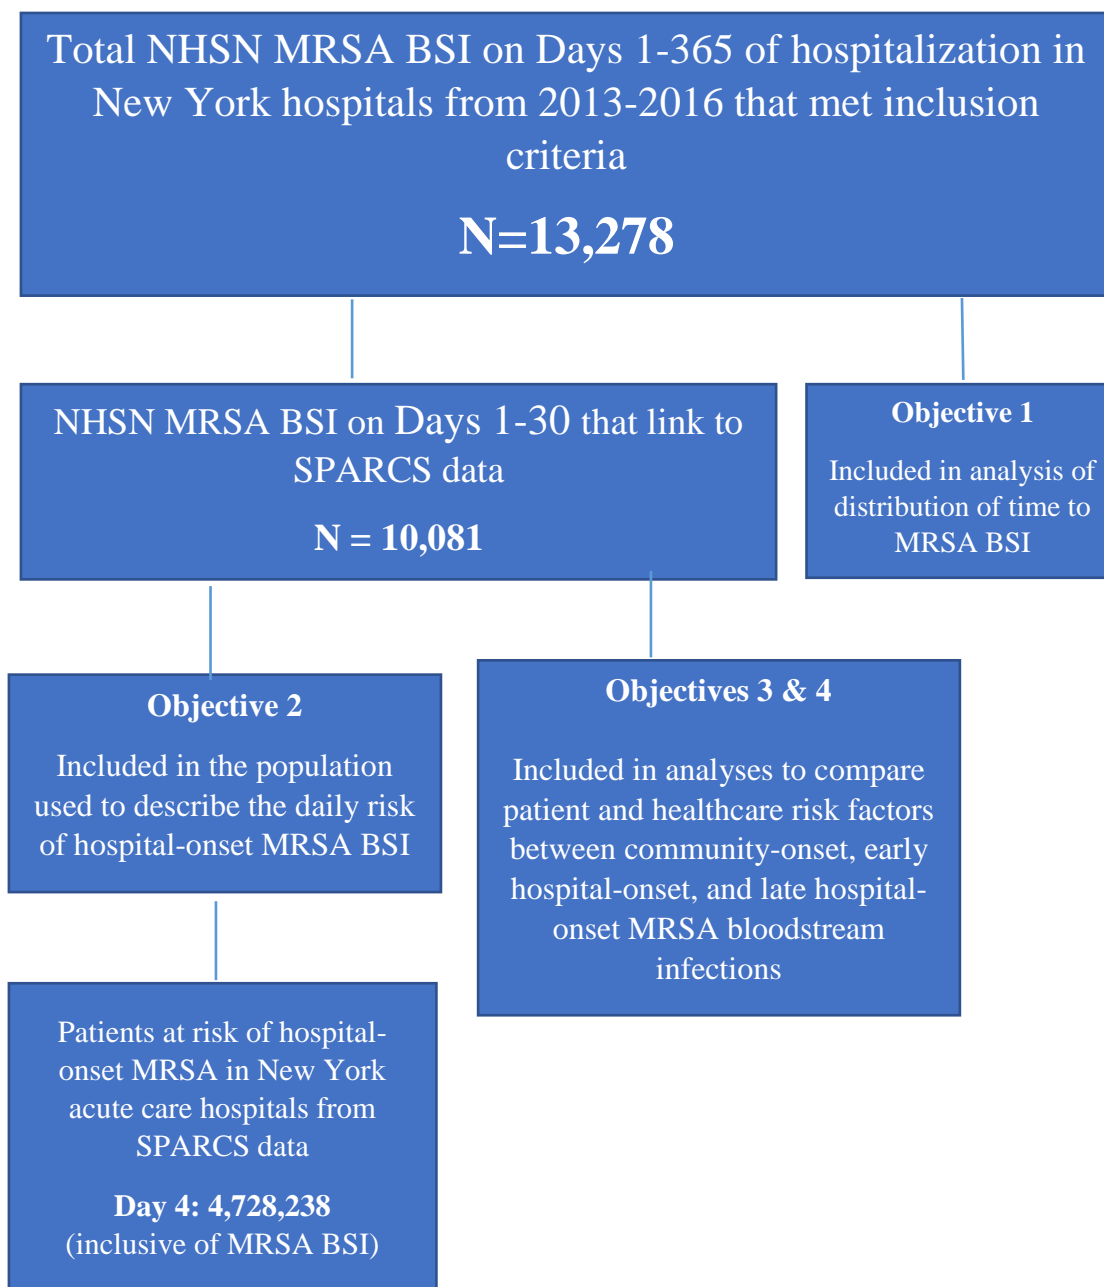 Total NHSN MRSA BSI on Days 1-365 of hospitalization in
New York hospitals from 2013-2016 that met inclusion
criteria
N=13,278
NHSN MRSA BSI on Days 1-30 that link to
SPARCS data
N = 10,081
Objective 1
Included in analysis of
distribution of time to
MRSA BSI
Objective 2
Included in the population
used to describe the daily risk
of hospital-onset MRSA BSI
Objectives 3 & 4
Included in analyses to compare
patient and healthcare risk factors
between community-onset, early
hospital-onset, and late hospital-
onset MRSA bloodstream
infections
Patients at risk of hospital-
onset MRSA in New York
acute care hospitals from
SPARCS data
Day 4: 4,728,238
(inclusive of MRSA BSI)